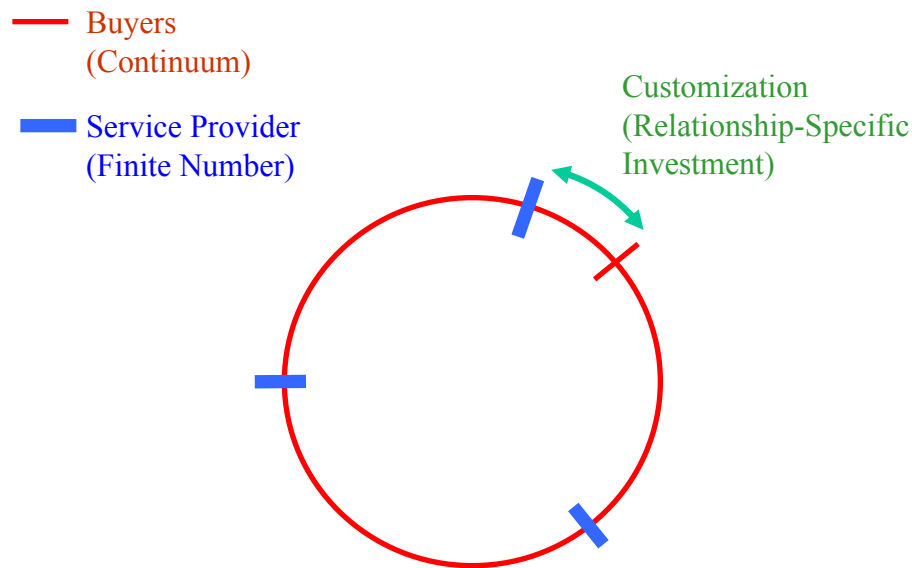 Buyers
(Continuum)
Service Provider
(Finite Number)
Customization
(Relationship-Specific
Investment)